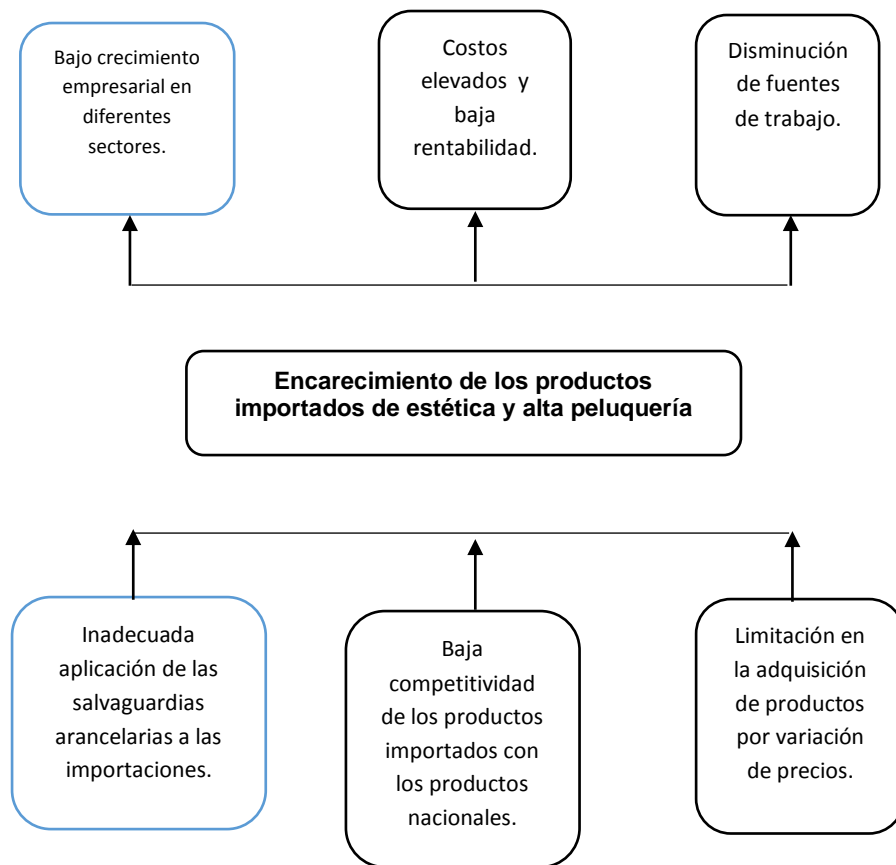 Bajo crecimiento
empresarial en
diferentes
sectores.
Costos
elevados y
baja
rentabilidad.
Disminución
de fuentes
de trabajo.
Encarecimiento de los productos
importados de estética y alta peluquería
Inadecuada
aplicación de las
salvaguardias
arancelarias a las
importaciones.
Baja
competitividad
de los productos
importados con
los productos
nacionales.
Limitación en
la adquisición
de productos
por variación
de precios.